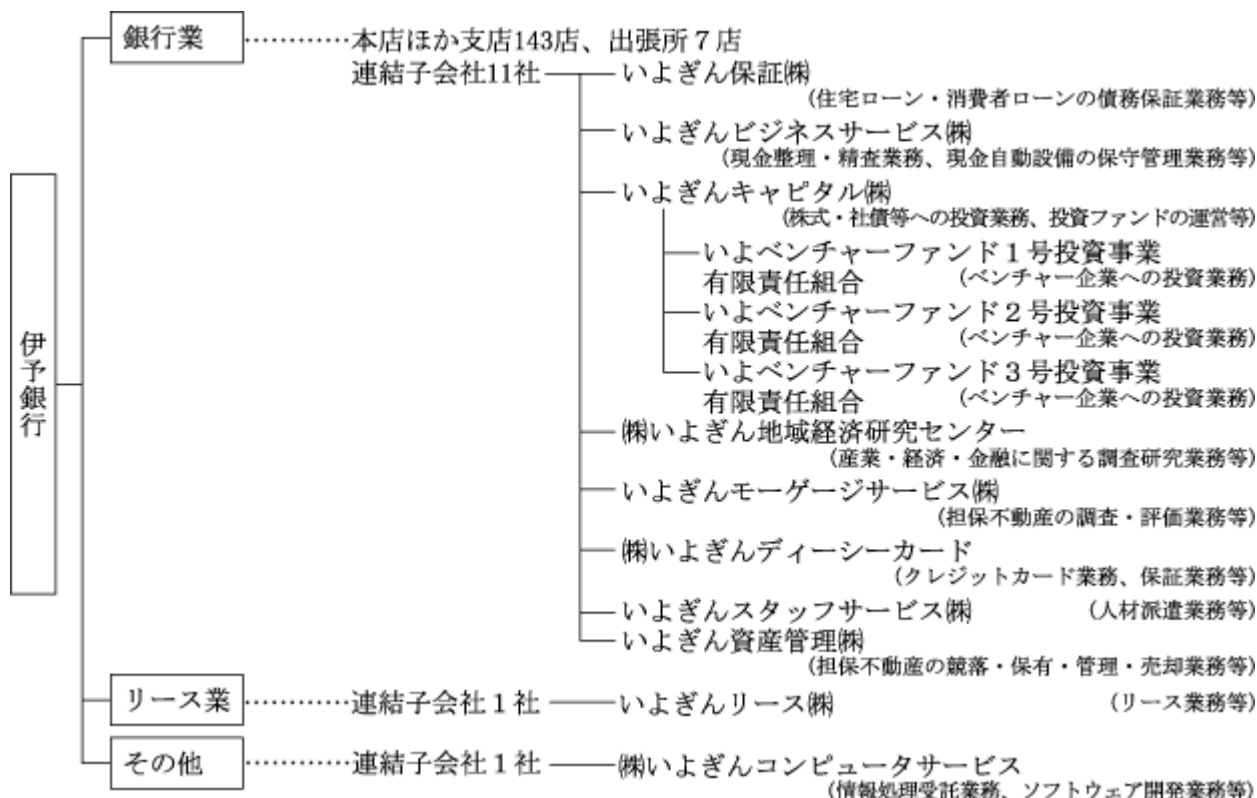 銀行業 ············ 本店ほか支店143店、出張所７店
連結子会社11社 いよぎん保証㈱
(住宅ローン・消費者ローンの債務保証業務等)
いよぎんビジネスサービス㈱
(現金整理・精査業務、現金自動設備の保守管理業務等)
いよぎんキャピタル㈱
(株式・社債等への投資業務、投資ファンドの運営等)
いよベンチャーファンド１号投資事業
有限責任組合 (ベンチャー企業への投資業務)
いよベンチャーファンド２号投資事業
有限責任組合 (ベンチャー企業への投資業務)
いよベンチャーファンド３号投資事業
有限責任組合 (ベンチャー企業への投資業務)
伊予銀行
㈱いよぎん地域経済研究センター
(産業・経済・金融に関する調査研究業務等)
いよぎんモーゲージサービス㈱
(担保不動産の調査・評価業務等)
㈱いよぎんディーシーカード
(クレジットカード業務、保証業務等)
いよぎんスタッフサービス㈱ (人材派遣業務等)
いよぎん資産管理㈱
(担保不動産の競落・保有・管理・売却業務等)
リース業 ············ 連結子会社１社 いよぎんリース㈱ (リース業務等)
その他 ············ 連結子会社１社 ㈱いよぎんコンピュータサービス
(情報処理受託業務、ソフトウェア開発業務等)